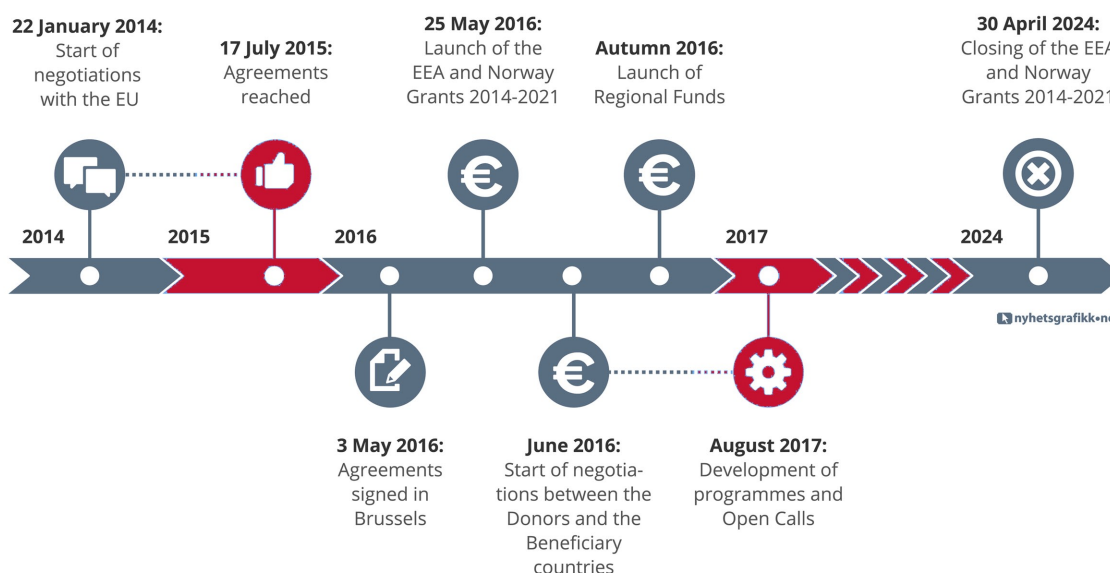 22 January 2014:
Start of
negotiations
with the EU
17 July 2015:
Agreements
reached
25 May 2016:
Launch of the
EEA and Norway
Grants 2014-2021
Autumn 2016:
Launch of
Regional Funds
30 April 2024:
Closing of the EEA
and Norway
Grants 2014-2021
2014
2015
2016
2017
2024
nyhetsgrafikk•no
3 May 2016:
Agreements
signed in
Brussels
June 2016:
Start of negotia-
tions between the
Donors and the
Beneficiary
countries
August 2017:
Development of
programmes and
Open Calls